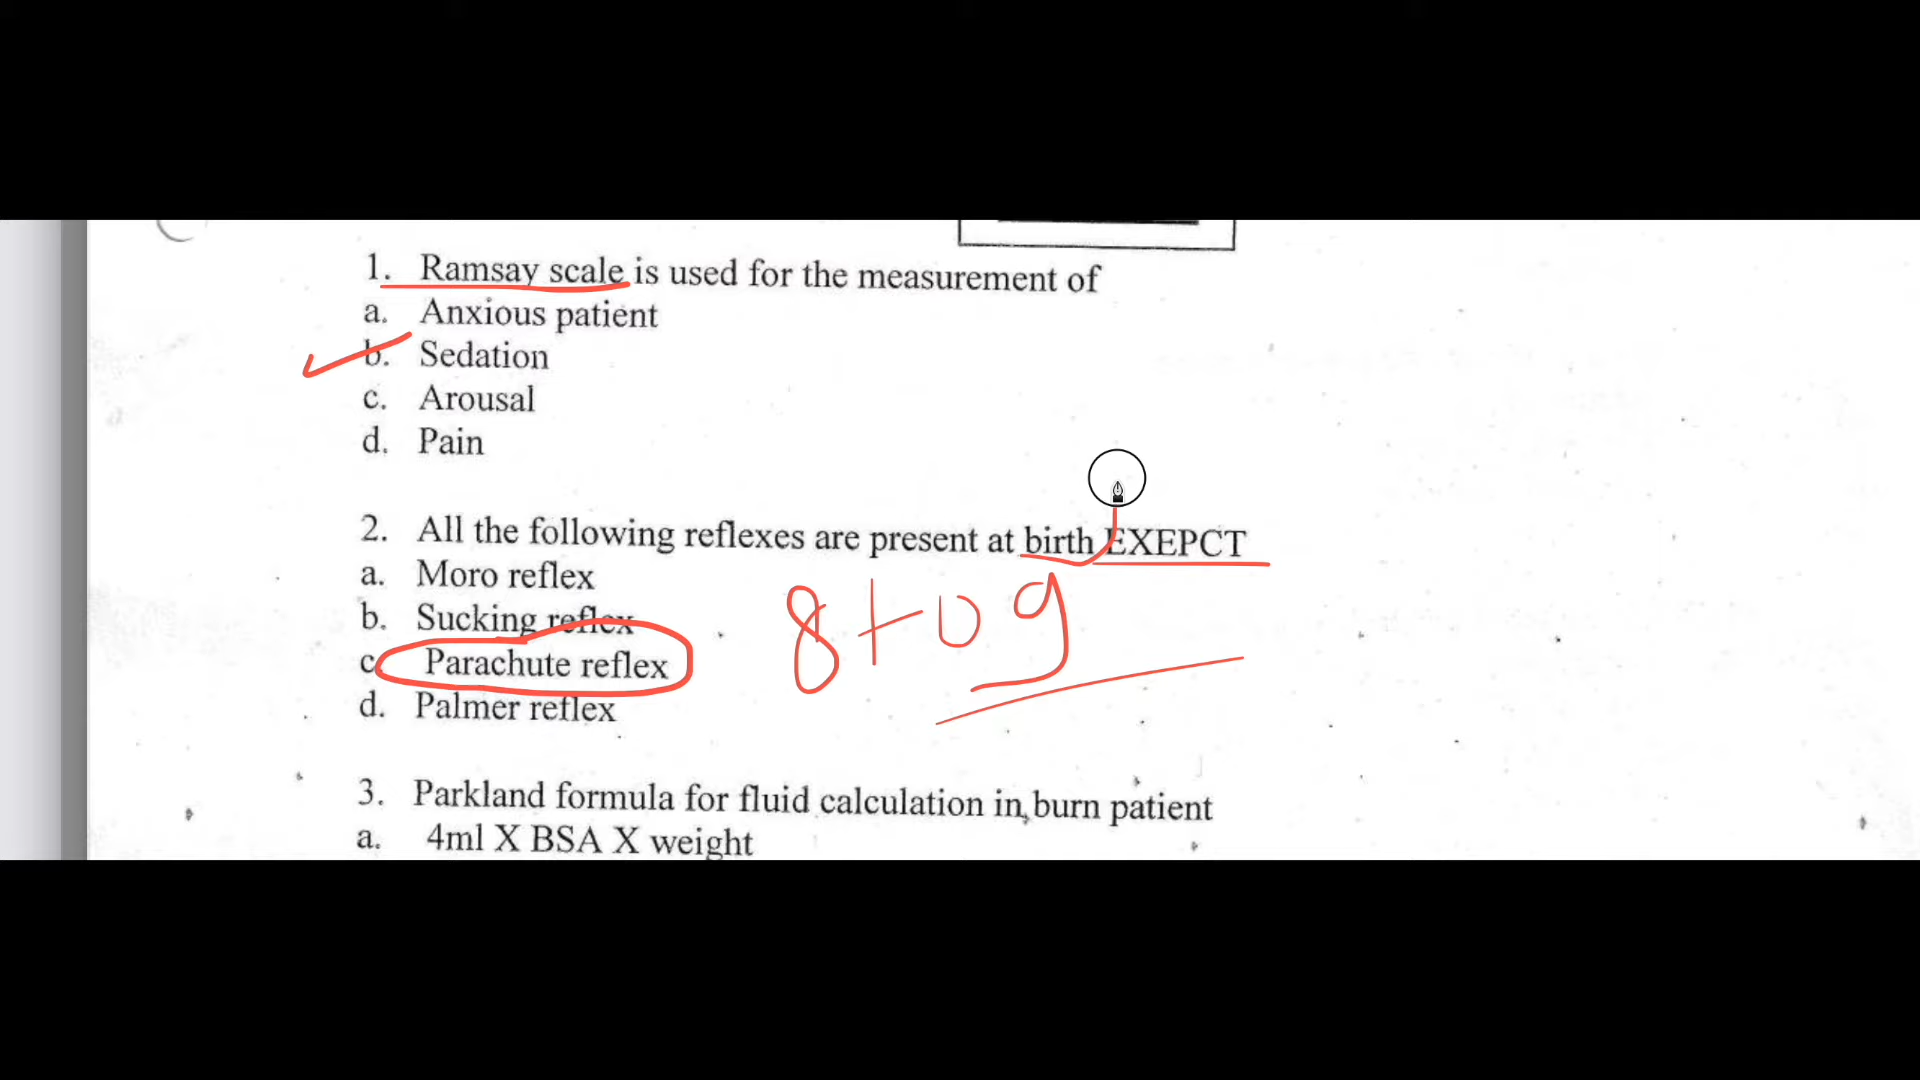 1. Ramsay scale is used for the measurement of
a. Anxious patient
b. Sedation
c. Arousal
d. Pain
2. All the following reflexes are present at birth EXEPCT
a. Moro reflex
b. Sucking reflex
c. Parachute reflex
d. Palmer reflex
8 to 9
3. Parkland formula for fluid calculation in burn patient
a. 4ml X BSA X weight